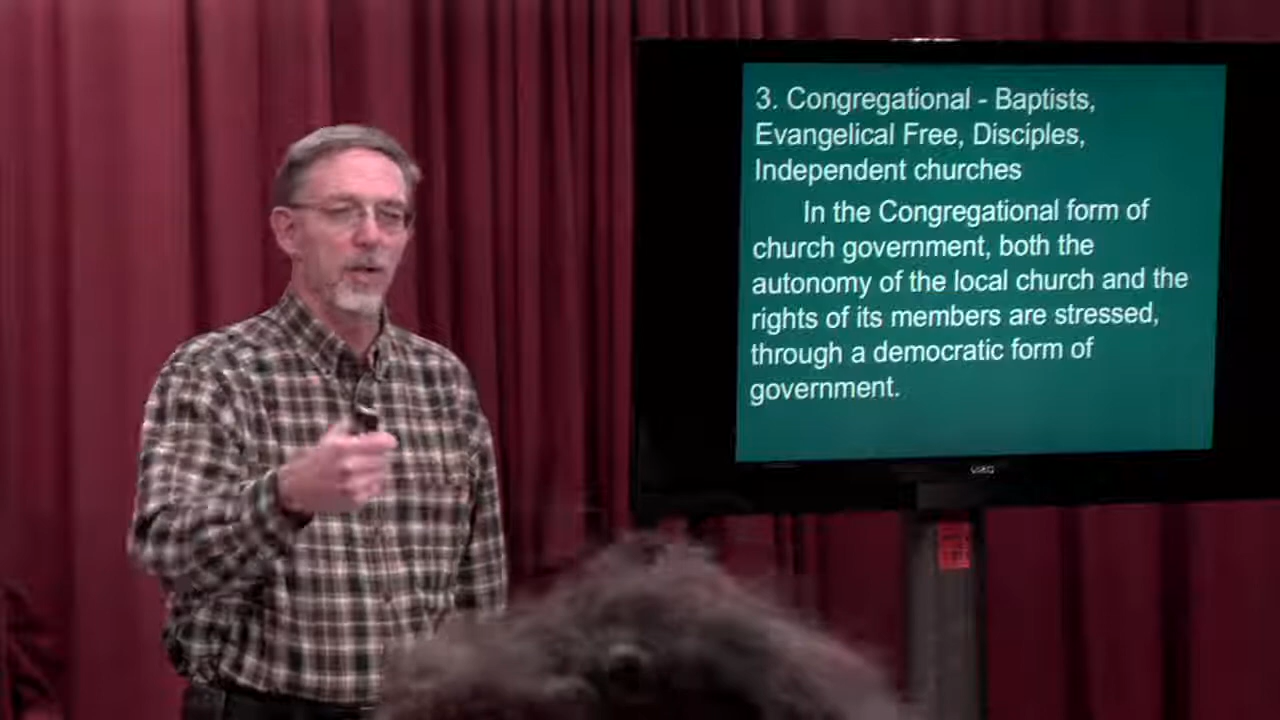 3. Congregational - Baptists,
Evangelical Free, Disciples,
Independent churches
In the Congregational form of
church government, both the
autonomy of the local church and the
rights of its members are stressed,
through a democratic form of
government.